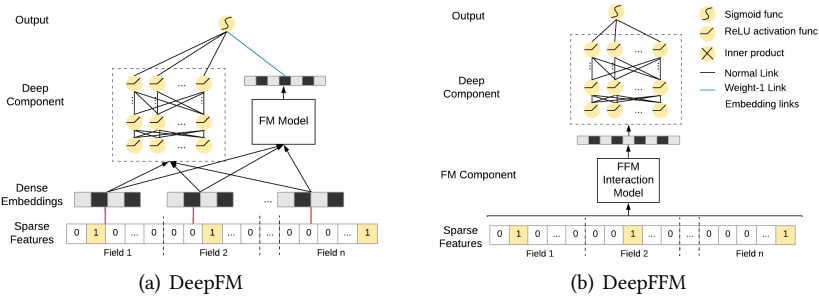 Output
Deep
Component
FM Model
Dense
Embeddings
...
Sparse
Features
0 1 0 ... 0 0 0 1 ... 0 ... 0 0 0 ... 1
Field 1 Field 2 Field n
(a) DeepFM
Output
Deep
Component
FM Component
FFM
Interaction
Model
Sparse
Features
0 1 0 ... 0 0 0 1 ... 0 ... 0 0 0 ... 1
Field 1 Field 2 Field n
(b) DeepFFM
Sigmoid func
ReLU activation func
Inner product
Normal Link
Weight-1 Link
Embedding links